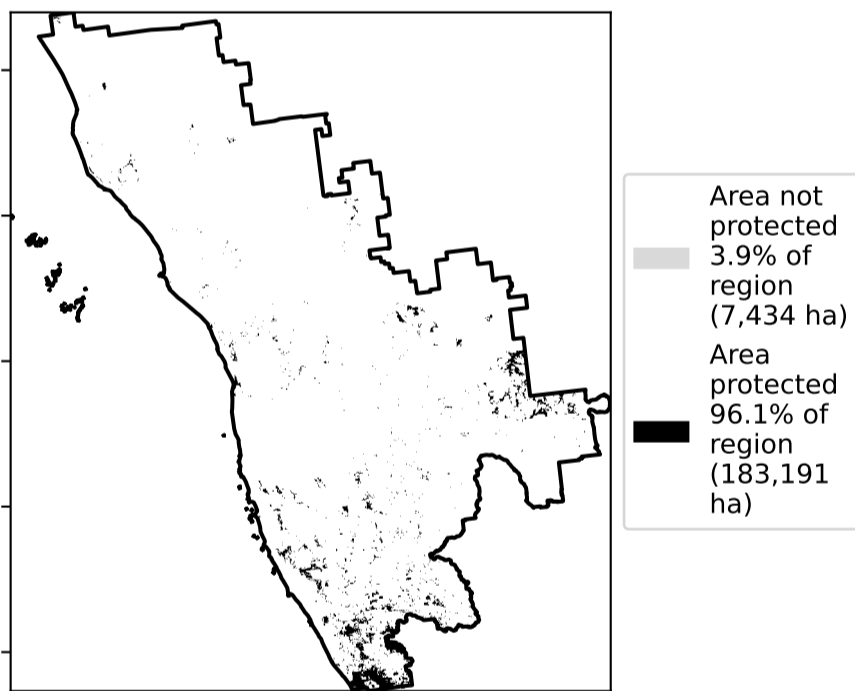 Area not
protected
3.9% of
region
(7,434 ha)
Area
protected
96.1% of
region
(183,191
ha)